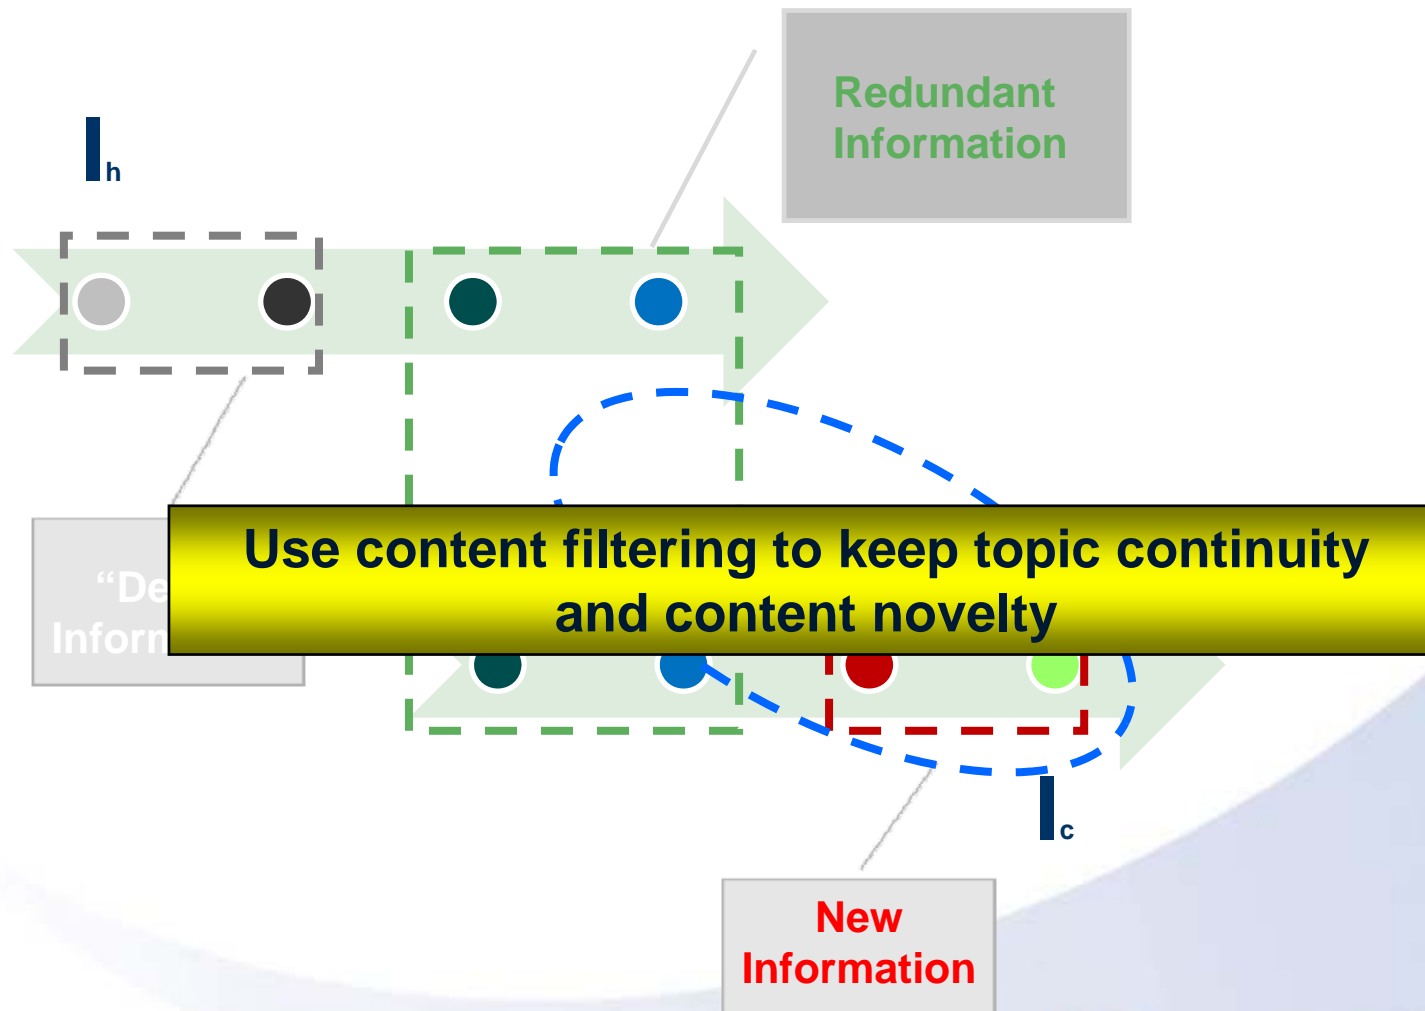 Redundant
Information
Ih
Use content filtering to keep topic continuity
and content novelty
Ic
New
Information